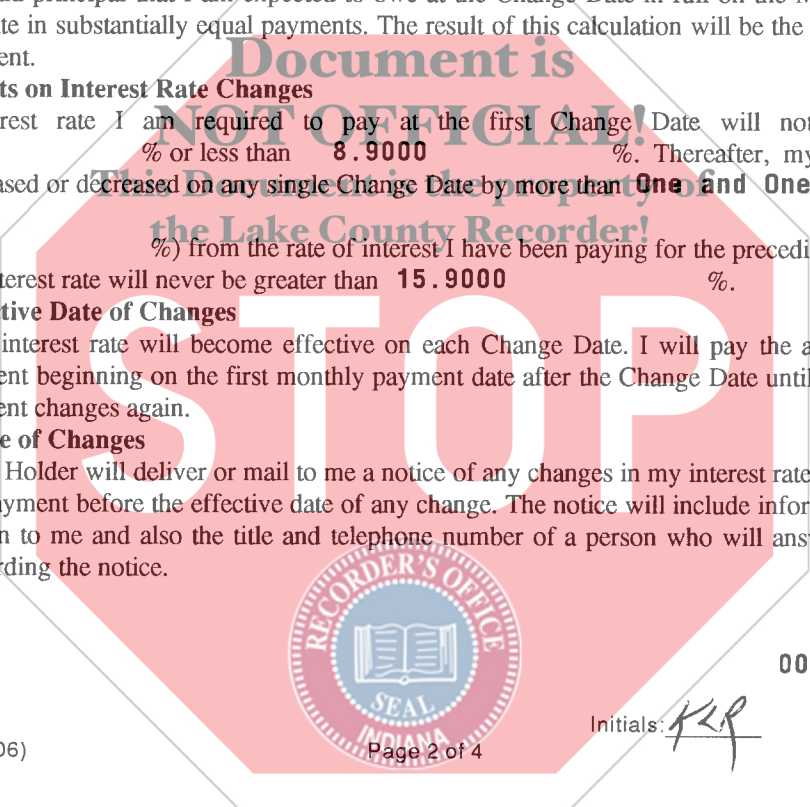 principal that I am expected to owe at the Change Date in full on the
te in substantially equal payments. The result of this calculation will be the
ent.
Document is
ts on Interest Rate Changes
rest rate I am required to pay at the first Change Date will not
NOT OFFICIAL!
% or less than 8.9000 %. Thereafter, my
ased or decreased on any single Change Date by more than One and One
This Document is the property of
the Lake County Recorder!
%) from the rate of interest I have been paying for the precedi
terest rate will never be greater than 15.9000 %.
tive Date of Changes
interest rate will become effective on each Change Date. I will pay the a
ent beginning on the first monthly payment date after the Change Date until
ent changes again.
STOP
e of Changes
Holder will deliver or mail to me a notice of any changes in my interest rate
yment before the effective date of any change. The notice will include infor
n to me and also the title and telephone number of a person who will ans
rding the notice.
RECORDER'S OFFICE
SEAL
INDIANA
00
Initials: KLR
06)
Page 2 of 4